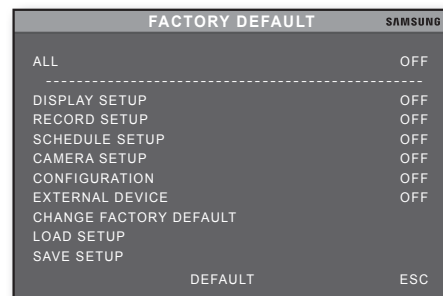 FACTORY DEFAULT SAMSUNG
ALL OFF
------------------------------------------------
DISPLAY SETUP OFF
RECORD SETUP OFF
SCHEDULE SETUP OFF
CAMERA SETUP OFF
CONFIGURATION OFF
EXTERNAL DEVICE OFF
CHANGE FACTORY DEFAULT
LOAD SETUP
SAVE SETUP
DEFAULT ESC